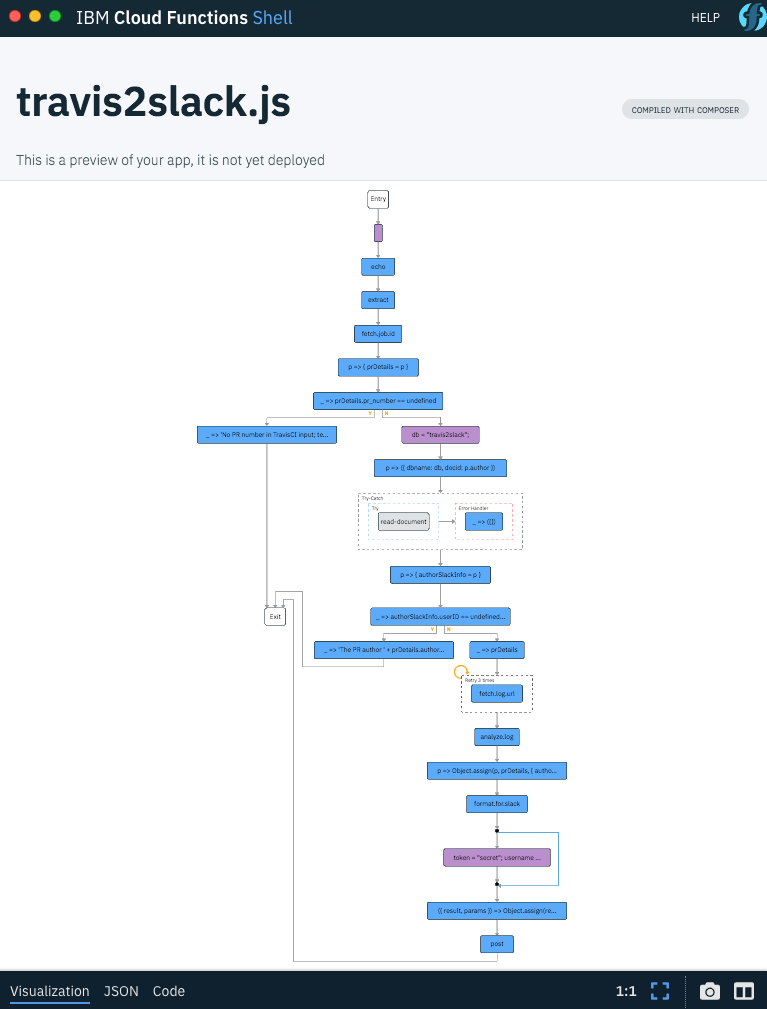 IBM Cloud Functions Shell
HELP
travis2slack.js
COMPILED WITH COMPOSER
This is a preview of your app, it is not yet deployed
Entry
echo
extract
fetch.job.id
p => { prDetails = p }
_ => prDetails.pr_number == undefined
Y N
_ => 'No PR number in TravisCI input; te...
db = "travis2slack";
p => ({ dbname: db, docid: p.author })
Try-Catch
Try
Error Handler
read-document
_ => ({})
p => { authorSlackInfo = p }
Exit
_ => authorSlackInfo.userID == undefined...
Y N
_ => 'The PR author ' + prDetails.author...
_ => prDetails
Retry 3 times
fetch.log.url
analyze.log
p => Object.assign(p, prDetails, { autho...
format.for.slack
token = "secret"; username ...
({ result, params }) => Object.assign(re...
post
Visualization JSON Code
1:1